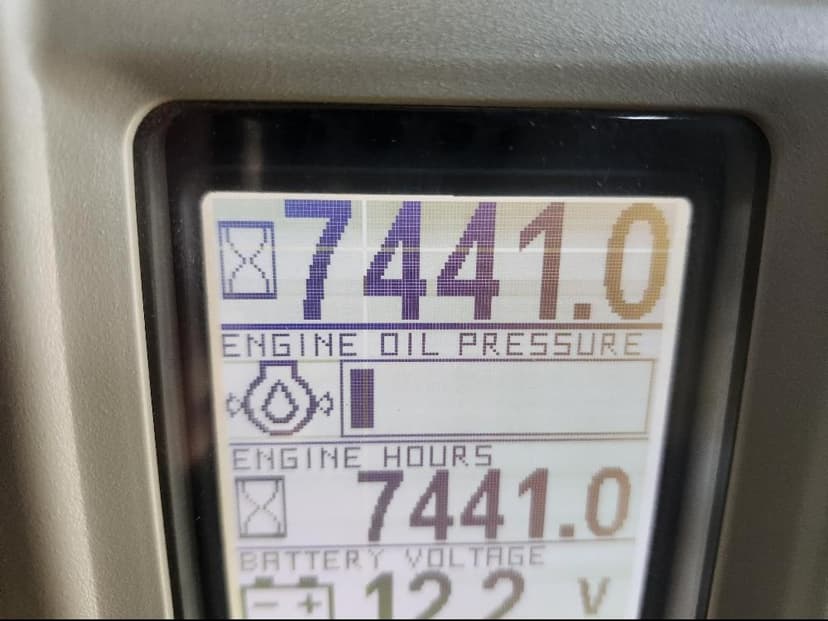 7441.0
ENGINE OIL PRESSURE
ENGINE HOURS
7441.0
BATTERY VOLTAGE
- + 12.2 V